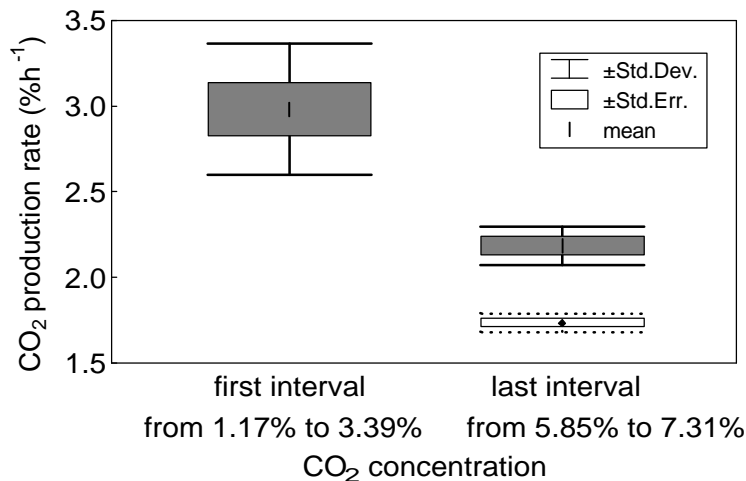 3.5
3.0
2.5
2.0
1.5
CO₂ production rate (%h⁻¹)
±Std.Dev.
±Std.Err.
mean
first interval
last interval
from 1.17% to 3.39%
from 5.85% to 7.31%
CO₂ concentration